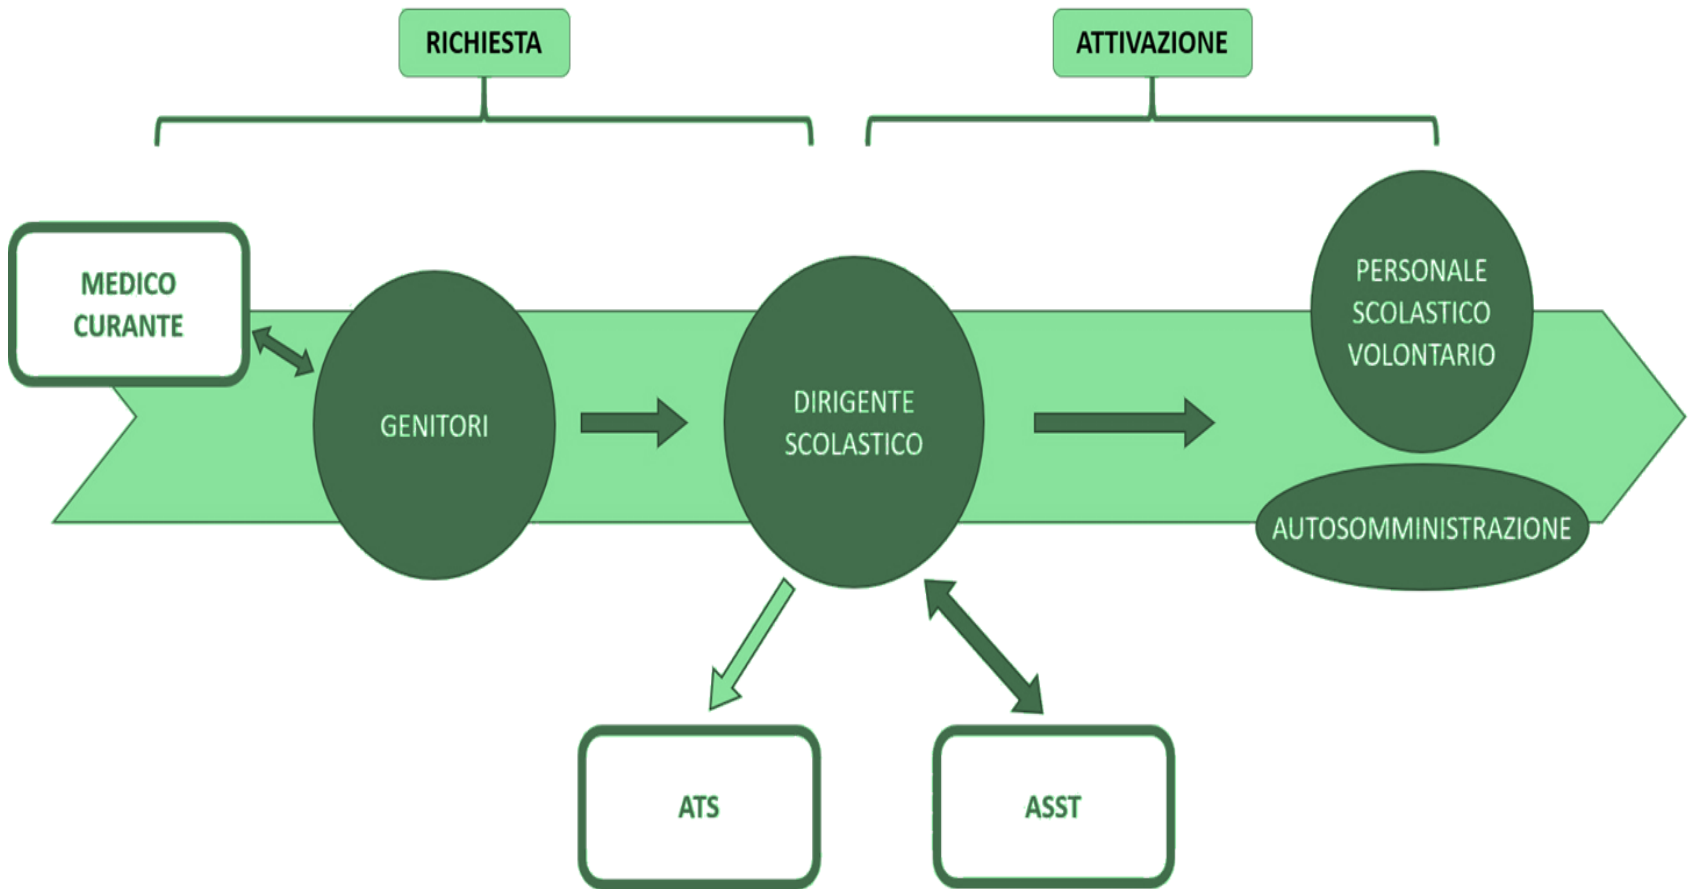 RICHIESTA
ATTIVAZIONE
MEDICO
CURANTE
GENITORI
DIRIGENTE
SCOLASTICO
PERSONALE
SCOLASTICO
VOLONTARIO
AUTOSOMMINISTRAZIONE
ATS
ASST